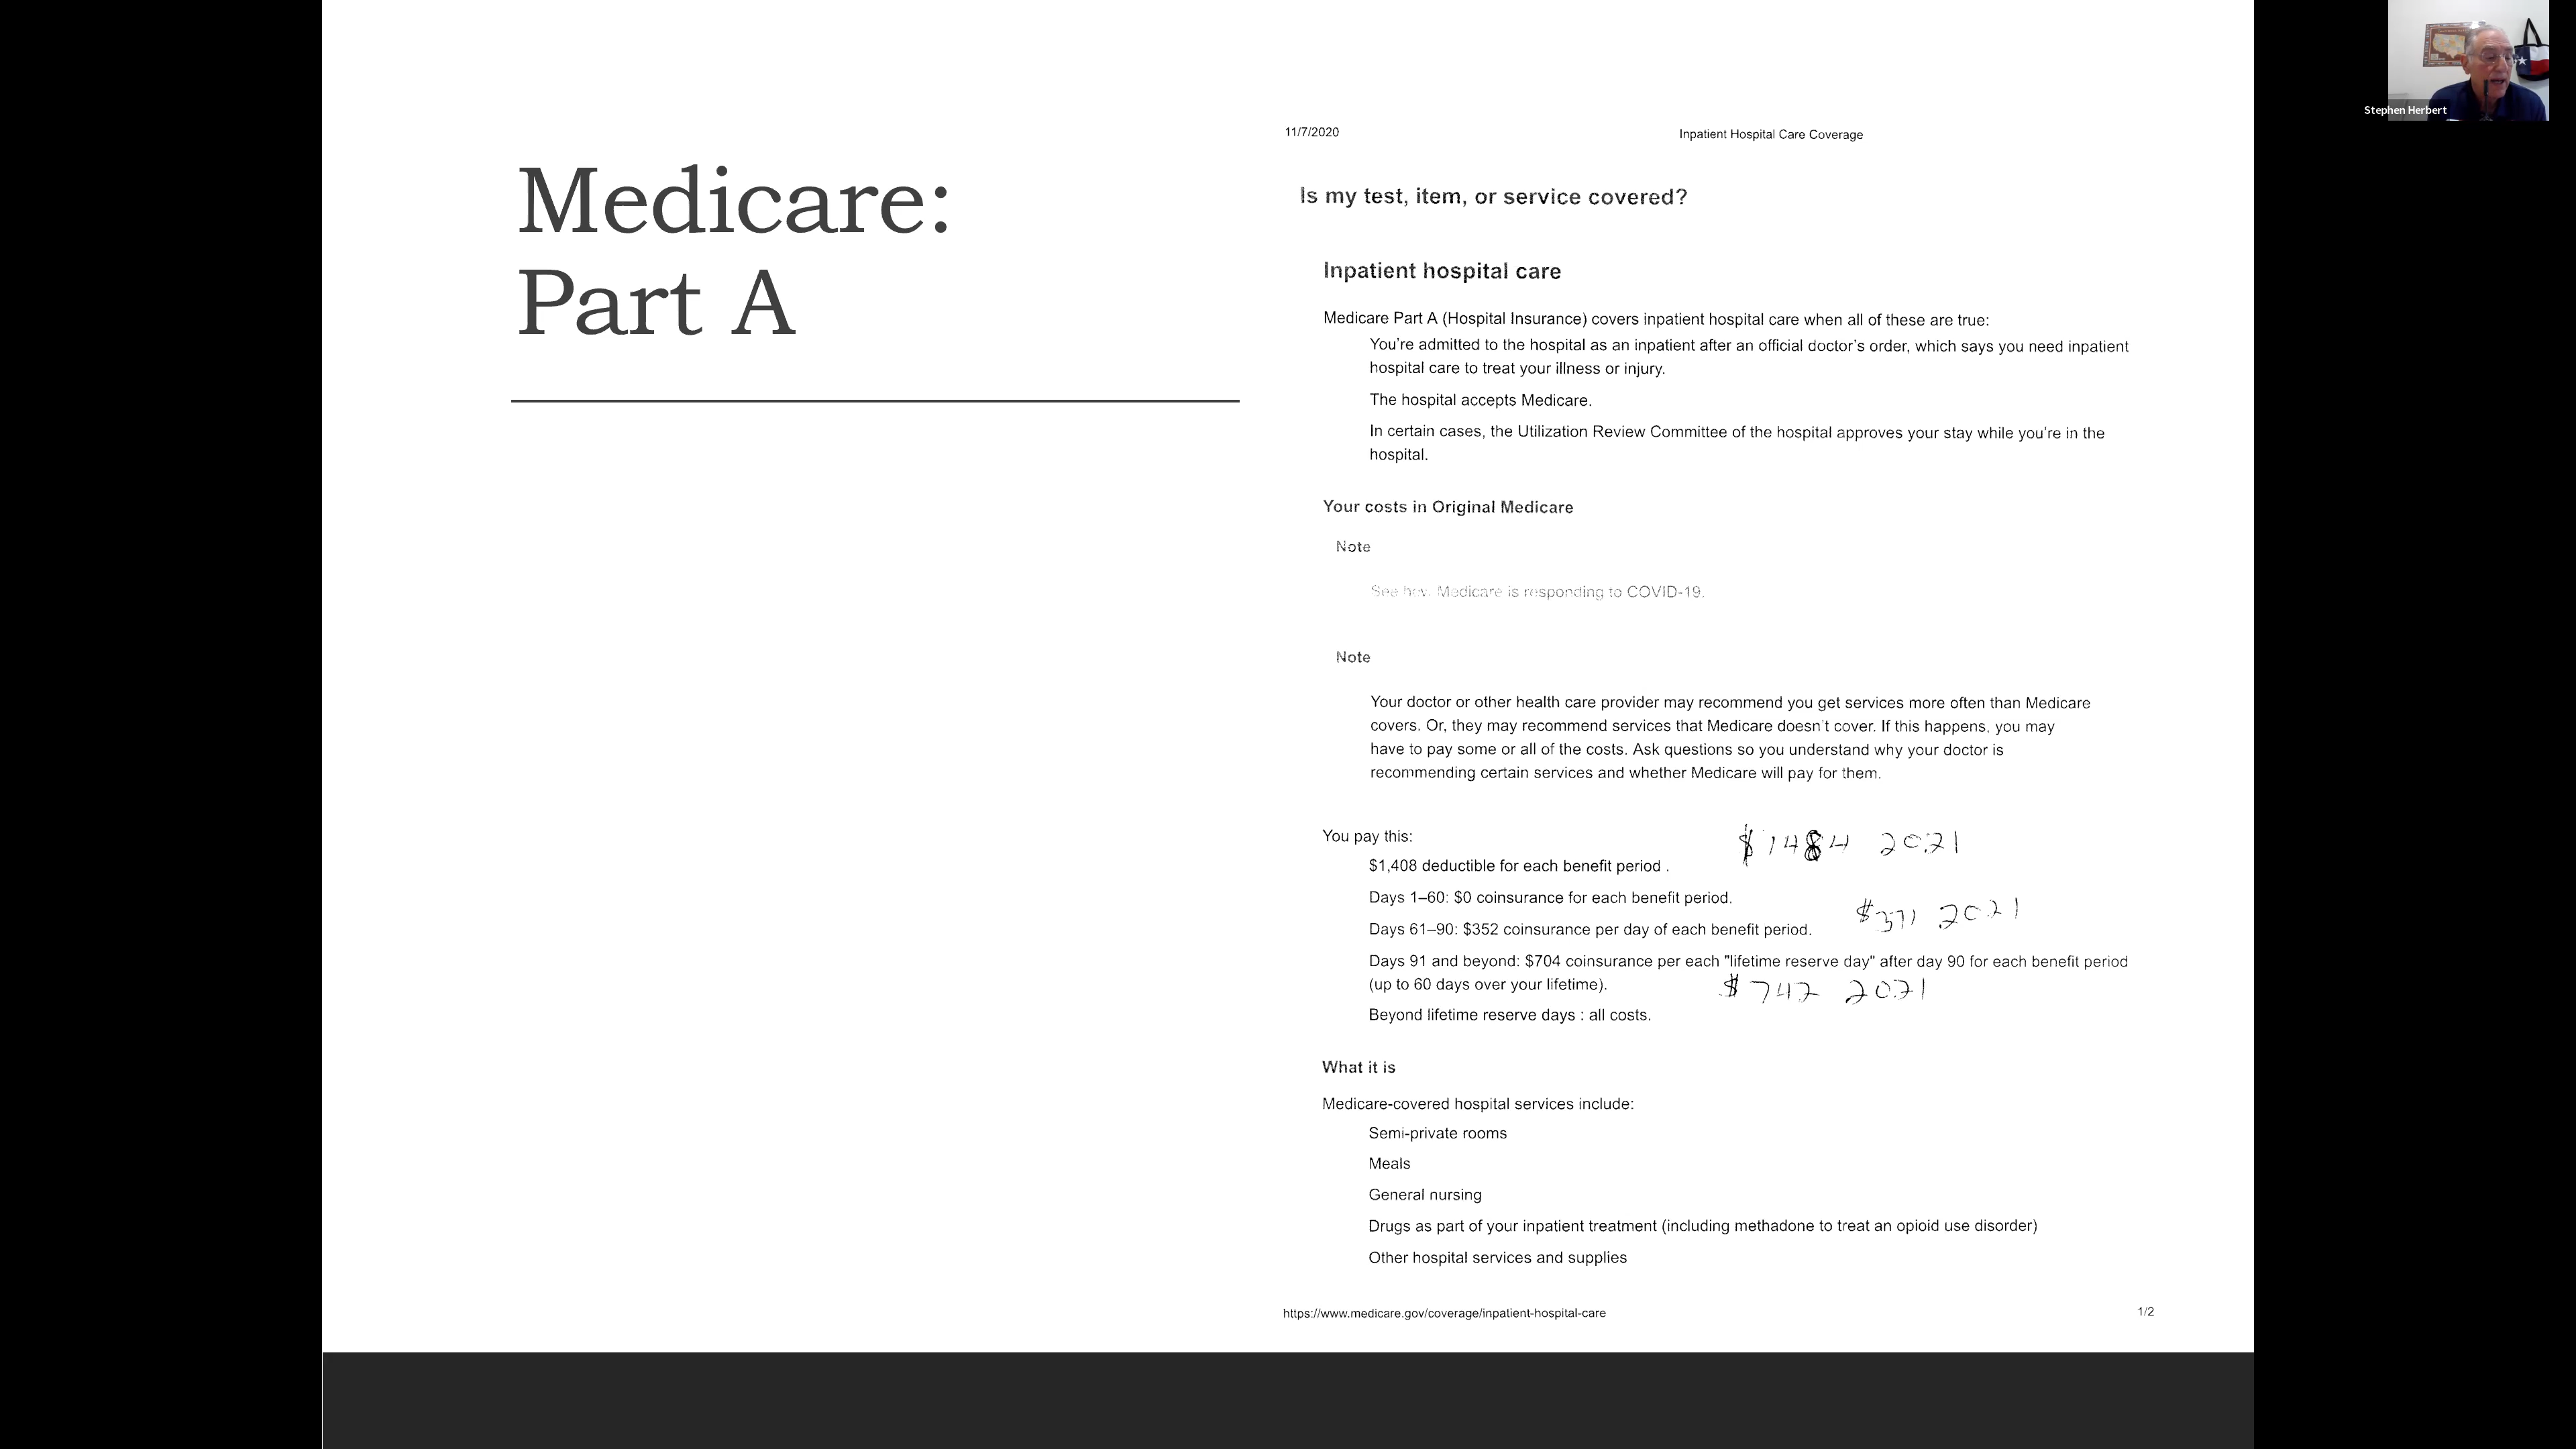 Medicare:
Part A
11/7/2020
Inpatient Hospital Care Coverage
Is my test, item, or service covered?
Inpatient hospital care
Medicare Part A (Hospital Insurance) covers inpatient hospital care when all of these are true:
You're admitted to the hospital as an inpatient after an official doctor's order, which says you need inpatient
hospital care to treat your illness or injury.
The hospital accepts Medicare.
In certain cases, the Utilization Review Committee of the hospital approves your stay while you're in the
hospital.
Your costs in Original Medicare
Note
See how Medicare is responding to COVID-19.
Note
Your doctor or other health care provider may recommend you get services more often than Medicare
covers. Or, they may recommend services that Medicare doesn't cover. If this happens, you may
have to pay some or all of the costs. Ask questions so you understand why your doctor is
recommending certain services and whether Medicare will pay for them.
You pay this:
$1484 2021
$1,408 deductible for each benefit period .
Days 1–60: $0 coinsurance for each benefit period.
$371 2021
Days 61–90: $352 coinsurance per day of each benefit period.
Days 91 and beyond: $704 coinsurance per each "lifetime reserve day" after day 90 for each benefit period
(up to 60 days over your lifetime).
$742 2021
Beyond lifetime reserve days : all costs.
What it is
Medicare-covered hospital services include:
Semi-private rooms
Meals
General nursing
Drugs as part of your inpatient treatment (including methadone to treat an opioid use disorder)
Other hospital services and supplies
https://www.medicare.gov/coverage/inpatient-hospital-care
1/2
Stephen Herbert